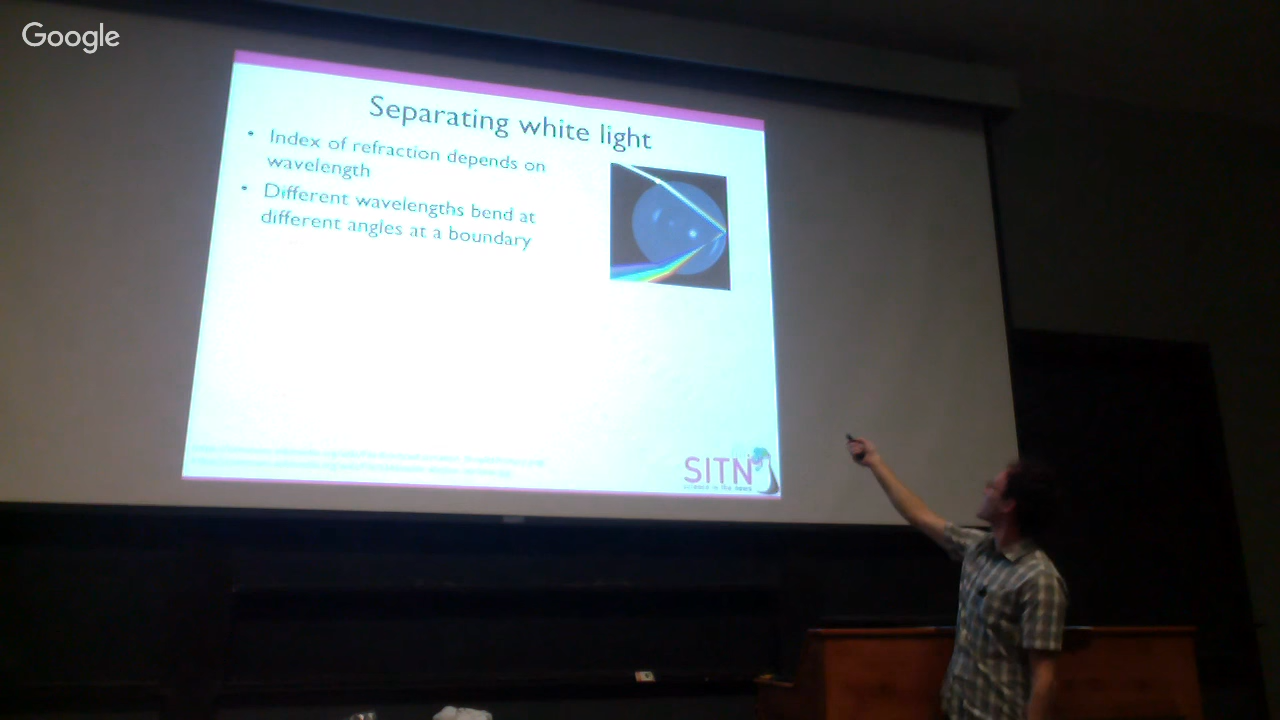 Google
Separating white light
• Index of refraction depends on
wavelength
• Different wavelengths bend at
different angles at a boundary
SITN